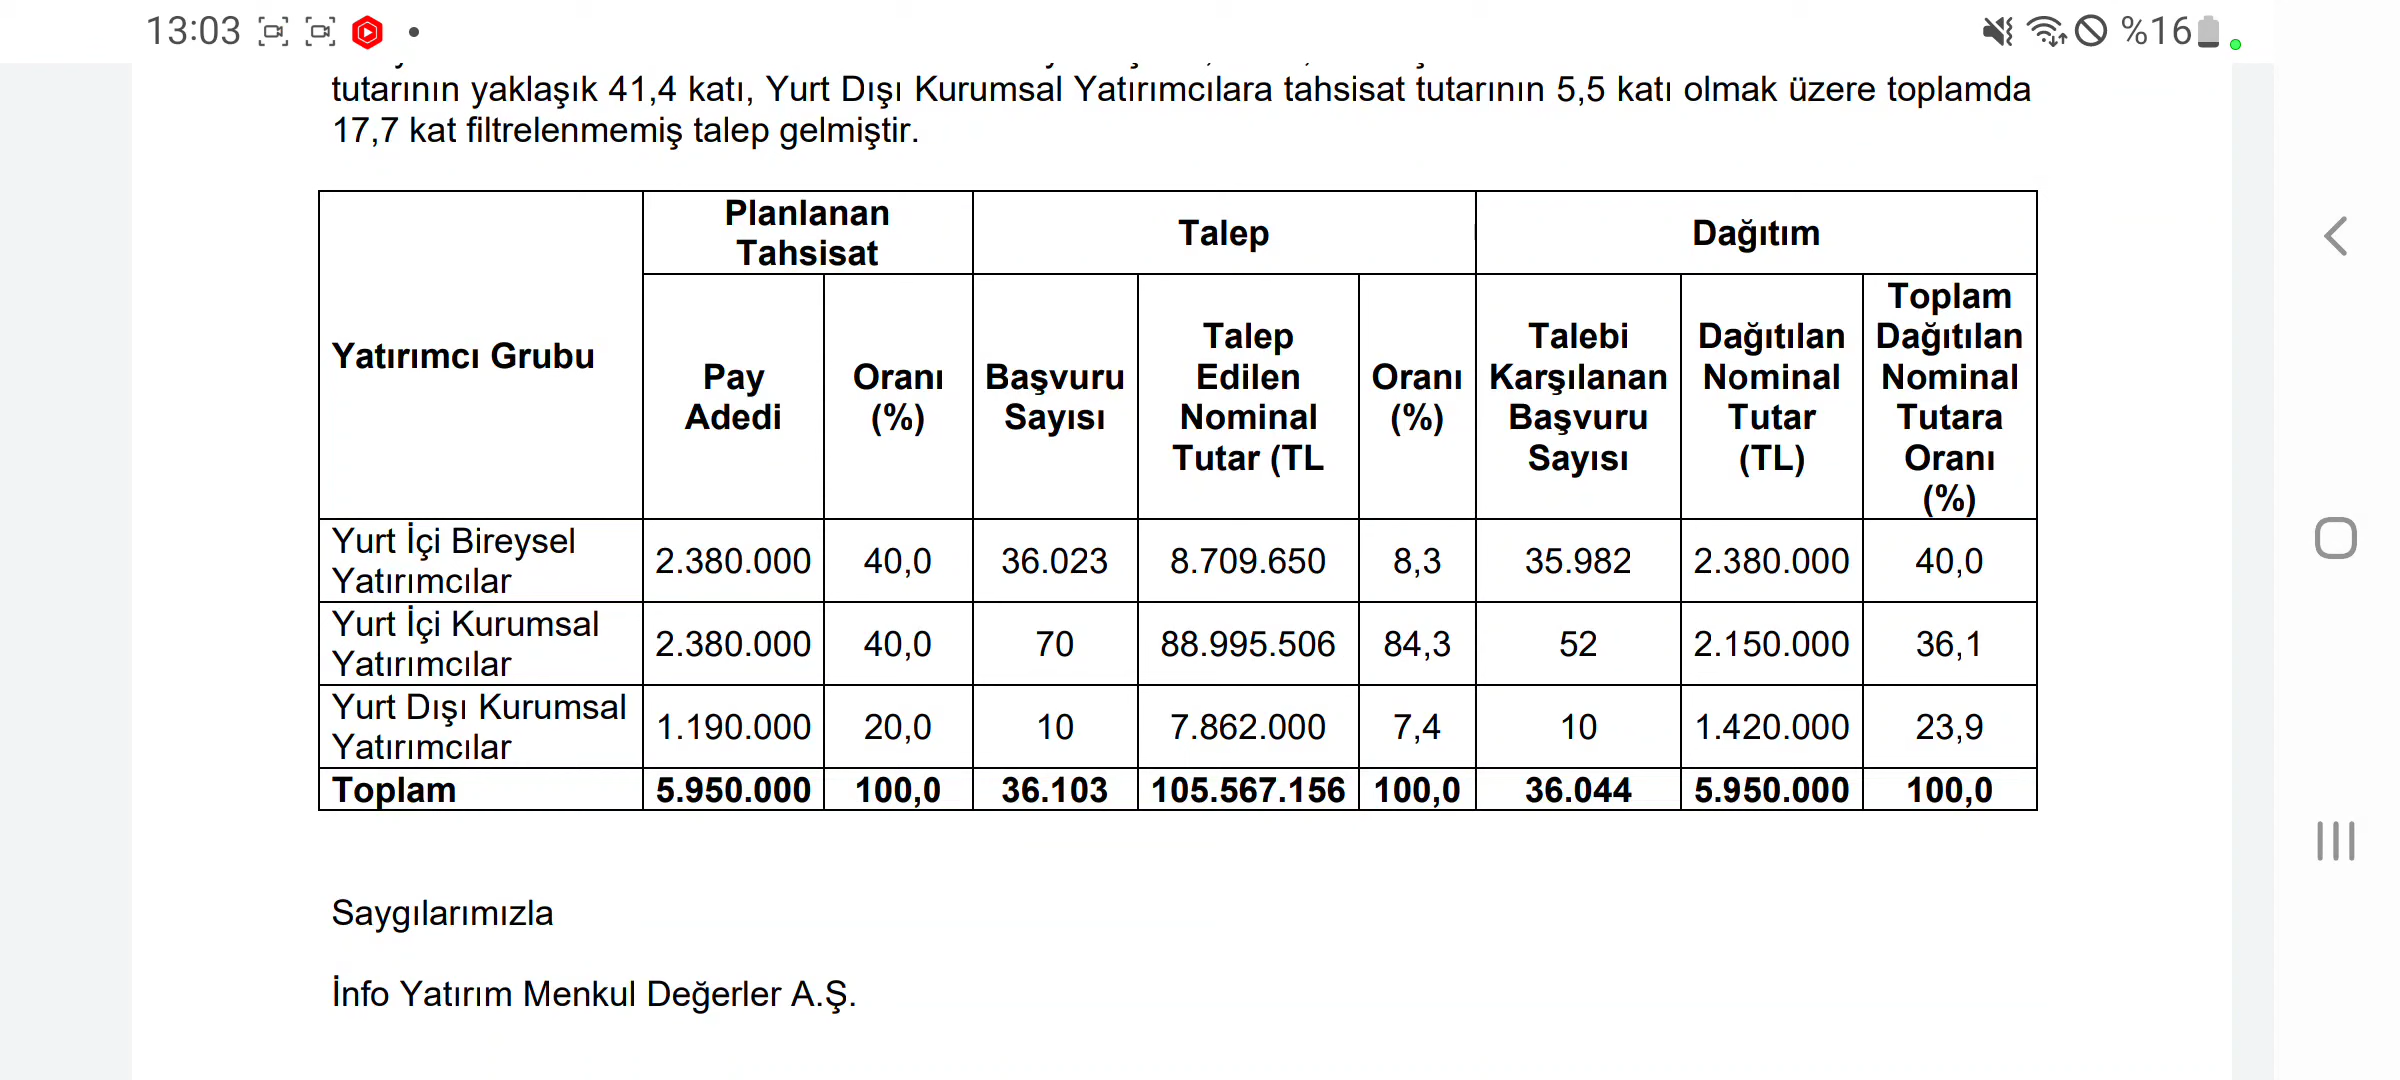 13:03
%16
tutarının yaklaşık 41,4 katı, Yurt Dışı Kurumsal Yatırımcılara tahsisat tutarının 5,5 katı olmak üzere toplamda
17,7 kat filtrelenmemiş talep gelmiştir.
Yatırımcı Grubu
Planlanan
Tahsisat
Talep
Dağıtım
Pay
Adedi
Oranı
(%)
Başvuru
Sayısı
Talep
Edilen
Nominal
Tutar (TL
Oranı
(%)
Talebi
Karşılanan
Başvuru
Sayısı
Dağıtılan
Nominal
Tutar
(TL)
Toplam
Dağıtılan
Nominal
Tutara
Oranı
(%)
Yurt İçi Bireysel
Yatırımcılar
2.380.000 40,0 36.023 8.709.650 8,3 35.982 2.380.000 40,0
Yurt İçi Kurumsal
Yatırımcılar
2.380.000 40,0 70 88.995.506 84,3 52 2.150.000 36,1
Yurt Dışı Kurumsal
Yatırımcılar
1.190.000 20,0 10 7.862.000 7,4 10 1.420.000 23,9
Toplam 5.950.000 100,0 36.103 105.567.156 100,0 36.044 5.950.000 100,0
Saygılarımızla
İnfo Yatırım Menkul Değerler A.Ş.